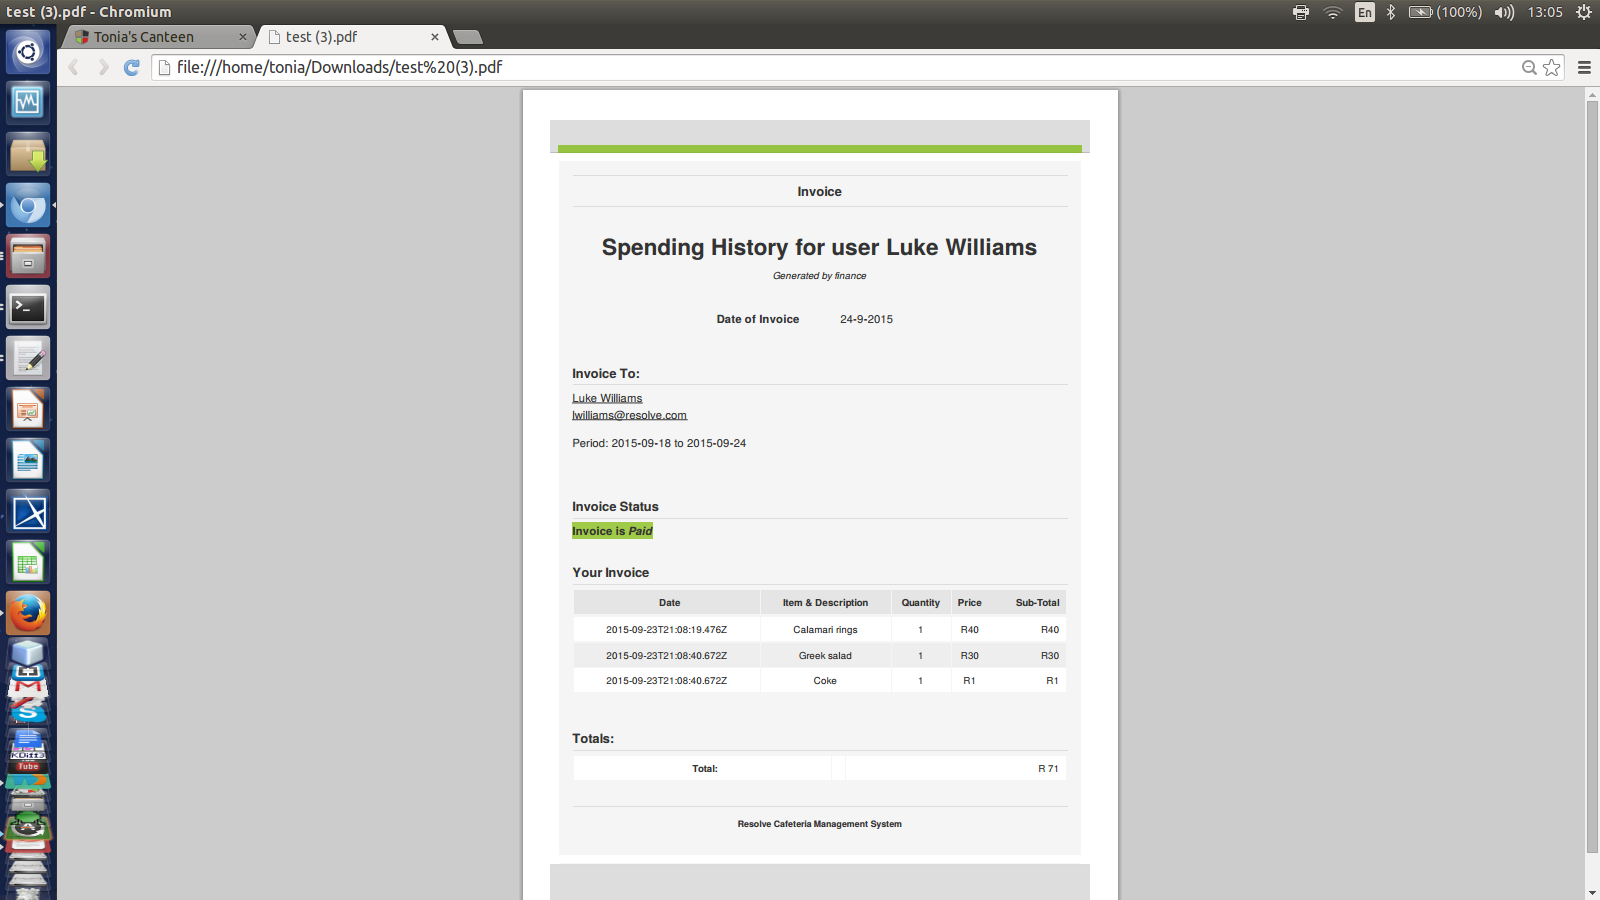 test (3).pdf - Chromium
En
(100%)
13:05
Tonia's Canteen
test (3).pdf
file:///home/tonia/Downloads/test%20(3).pdf
Invoice
Spending History for user Luke Williams
Generated by finance
Date of Invoice 24-9-2015
Invoice To:
Luke Williams
lwilliams@resolve.com
Period: 2015-09-18 to 2015-09-24
Invoice Status
Invoice is Paid
Your Invoice
Date Item & Description Quantity Price Sub-Total
2015-09-23T21:08:19.476Z Calamari rings 1 R40 R40
2015-09-23T21:08:40.672Z Greek salad 1 R30 R30
2015-09-23T21:08:40.672Z Coke 1 R1 R1
Totals:
Total: R 71
Resolve Cafeteria Management System
Tube